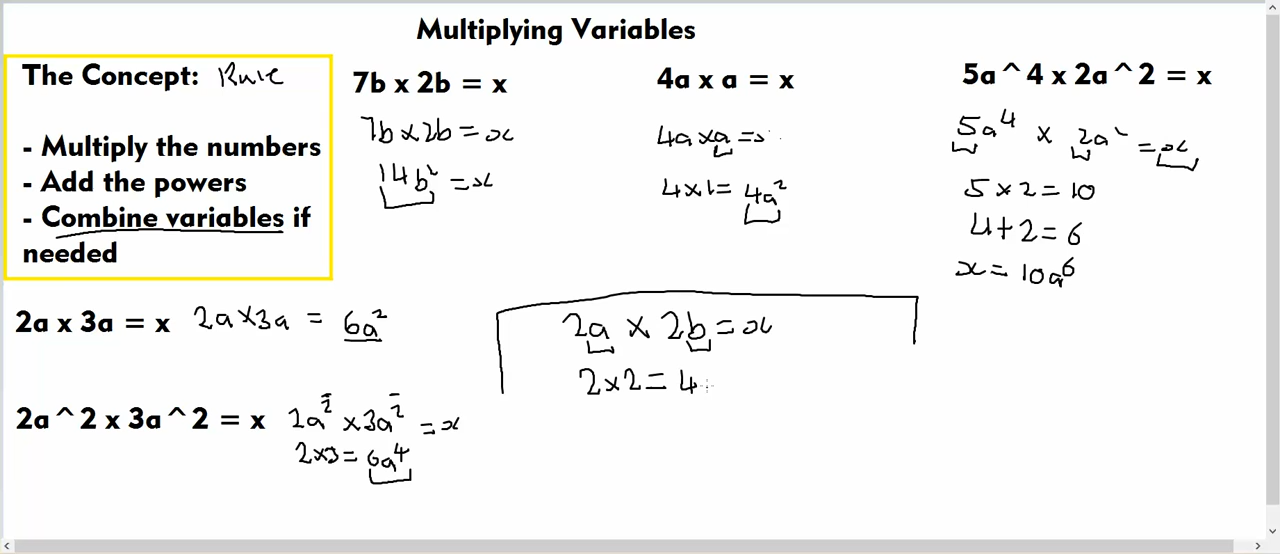 Multiplying Variables
The Concept: Rule
- Multiply the numbers
- Add the powers
- Combine variables if
needed
7b x 2b = x
7b x 2b = x
14b² = x
4a x a = x
4a x a = x
4 x 1 = 4a²
5a^4 x 2a^2 = x
5a⁴ x 2a² = x
5 x 2 = 10
4 + 2 = 6
x = 10a⁶
2a x 3a = x 2a x 3a = 6a²
2a^2 x 3a^2 = x 2a² x 3a² = x
2 x 3 = 6a⁴
2a x 2b = x
2 x 2 = 4